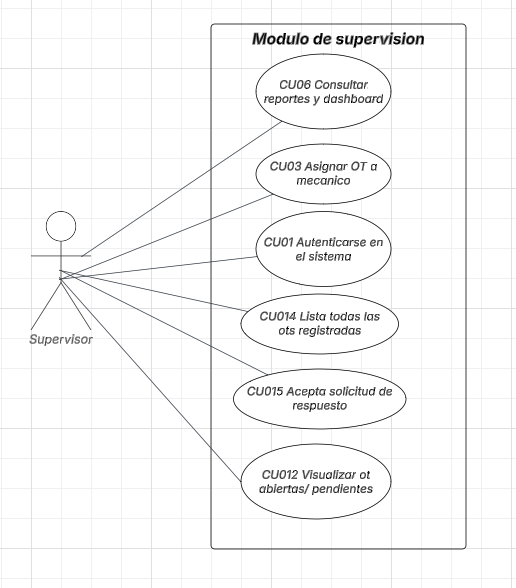 Modulo de supervision
CU06 Consultar
reportes y dashboard
CU03 Asignar OT a
mecanico
CU01 Autenticarse en
el sistema
CU014 Lista todas las
ots registradas
Supervisor
CU015 Acepta solicitud de
respuesto
CU012 Visualizar ot
abiertas/ pendientes